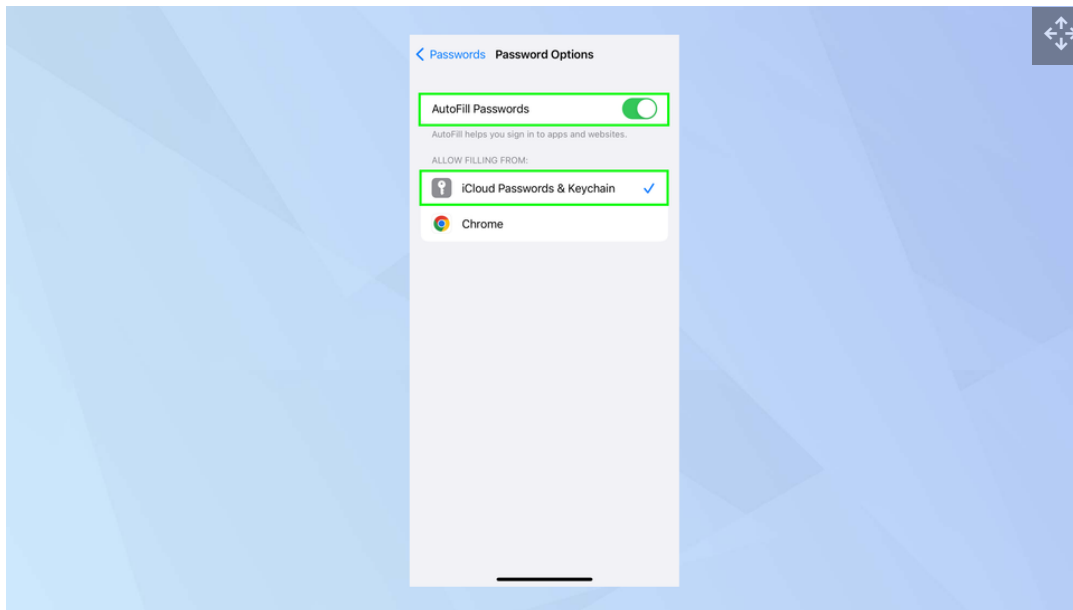 Passwords Password Options
AutoFill Passwords
AutoFill helps you sign in to apps and websites.
ALLOW FILLING FROM:
iCloud Passwords & Keychain
Chrome